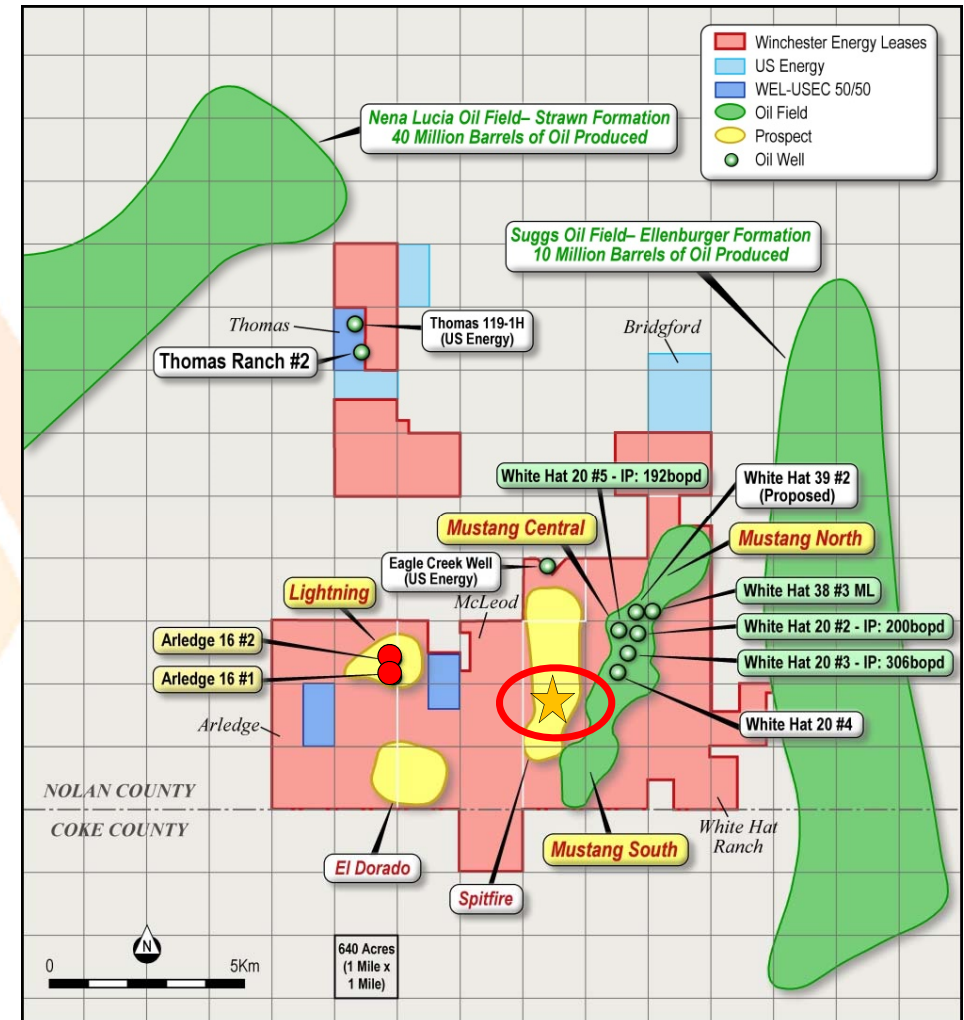 Winchester Energy Leases
US Energy
WEL-USEC 50/50
Oil Field
Prospect
Oil Well
Nena Lucia Oil Field– Strawn Formation
40 Million Barrels of Oil Produced
Suggs Oil Field– Ellenburger Formation
10 Million Barrels of Oil Produced
Thomas
Thomas 119-1H
(US Energy)
Thomas Ranch #2
Bridgford
White Hat 20 #5 - IP: 192bopd
White Hat 39 #2
(Proposed)
Mustang Central
Mustang North
Eagle Creek Well
(US Energy)
McLeod
Lightning
White Hat 38 #3 ML
Arledge 16 #2
White Hat 20 #2 - IP: 200bopd
White Hat 20 #3 - IP: 306bopd
Arledge 16 #1
Arledge
White Hat 20 #4
NOLAN COUNTY
COKE COUNTY
White Hat
Ranch
Mustang South
El Dorado
Spitfire
N
0 5Km
640 Acres
(1 Mile x
1 Mile)